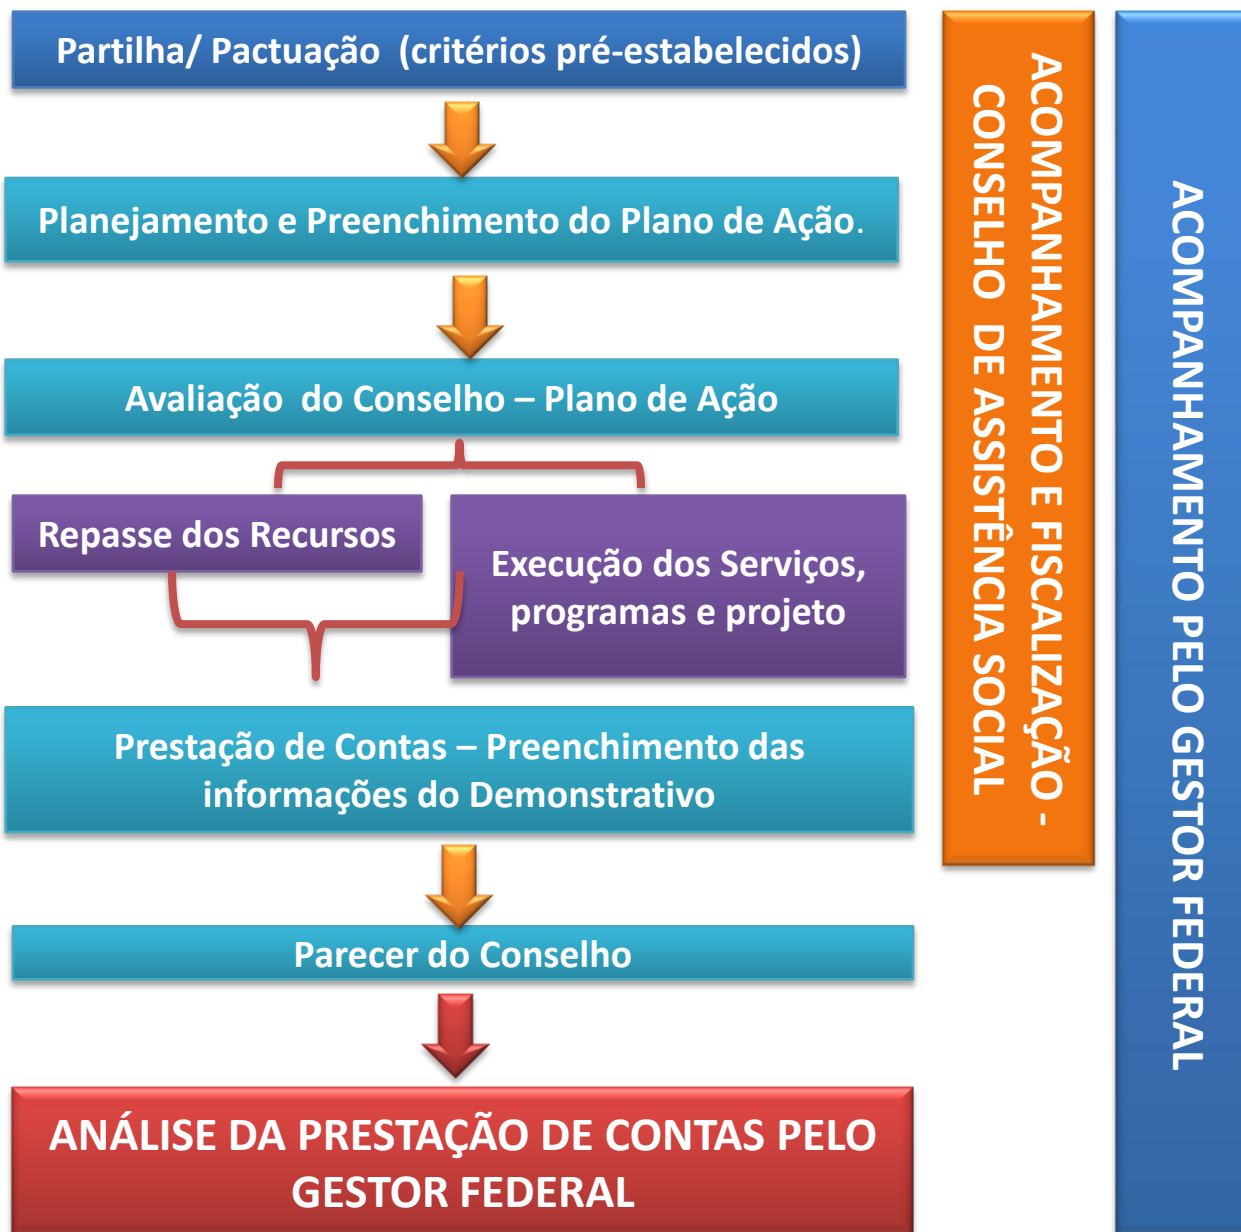 Partilha/ Pactuação  (critérios pré-estabelecidos)
Planejamento e Preenchimento do Plano de Ação.
Avaliação  do Conselho – Plano de Ação
Repasse dos Recursos
Execução dos Serviços,
programas e projeto
Prestação de Contas – Preenchimento das
informações do Demonstrativo
Parecer do Conselho
ANÁLISE DA PRESTAÇÃO DE CONTAS PELO
GESTOR FEDERAL
ACOMPANHAMENTO E FISCALIZAÇÃO -
CONSELHO  DE ASSISTÊNCIA SOCIAL
ACOMPANHAMENTO PELO GESTOR FEDERAL